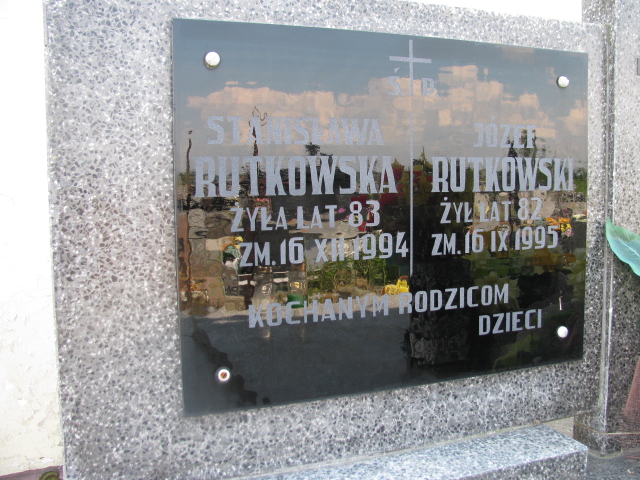 Ś P
STANISŁAWA
RUTKOWSKA
ŻYŁA LAT 83
ZM. 16 XII 1994
JÓZEF
RUTKOWSKI
ŻYŁ LAT 82
ZM. 16 IX 1995
KOCHANYM RODZICOM
DZIECI